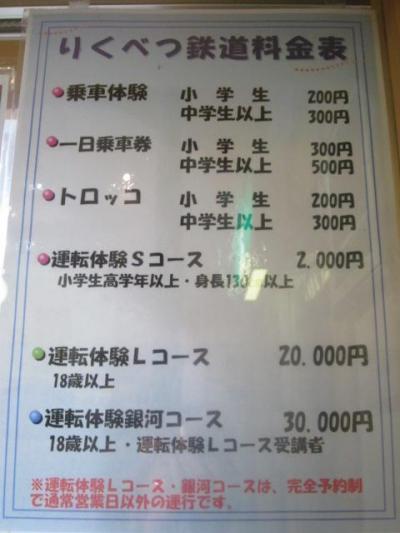 りくべつ鉄道料金表
乗車体験 小学生 200円
中学生以上 300円
一日乗車券 小学生 300円
中学生以上 500円
トロッコ 小学生 200円
中学生以上 300円
運転体験Sコース 2,000円
小学生高学年以上・身長130cm以上
運転体験Lコース 20,000円
18歳以上
運転体験銀河コース 30,000円
18歳以上・運転体験Lコース受講者
※運転体験Lコース・銀河コースは、完全予約制
で通常営業日以外の運行です。